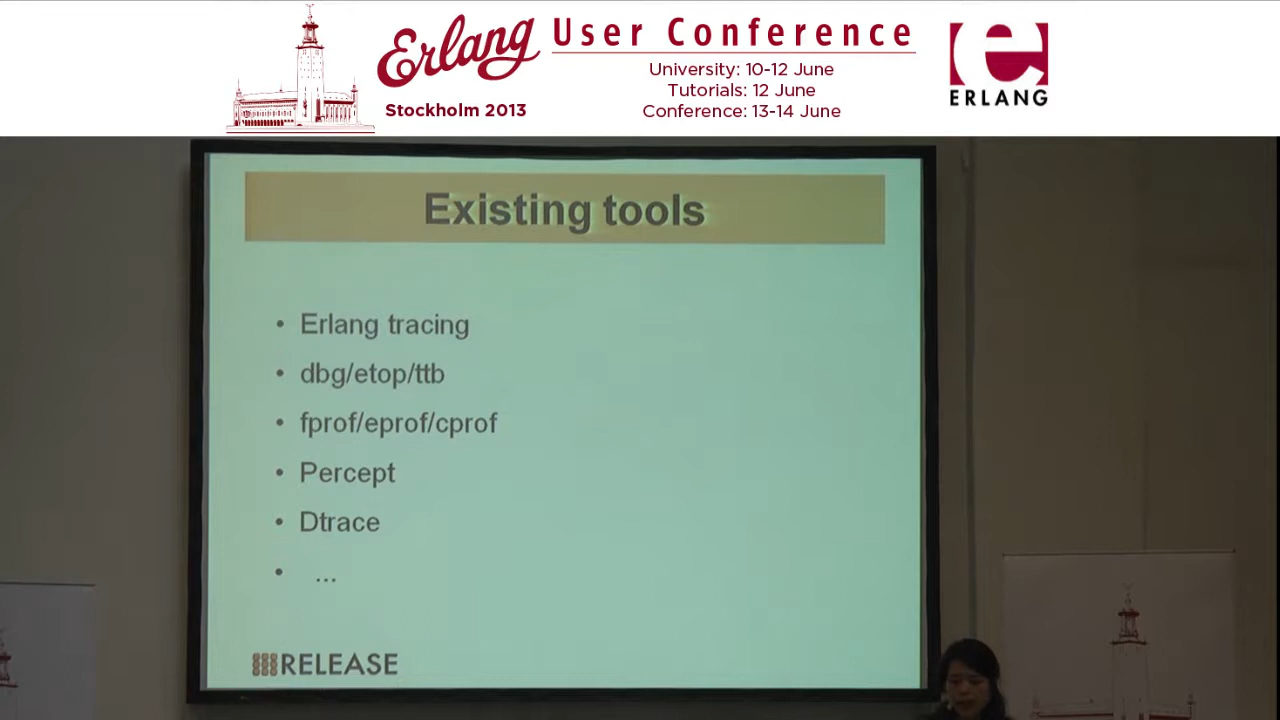 Erlang User Conference
Stockholm 2013
University: 10-12 June
Tutorials: 12 June
Conference: 13-14 June
ERLANG
Existing tools
• Erlang tracing
• dbg/etop/ttb
• fprof/eprof/cprof
• Percept
• Dtrace
• ...
RELEASE